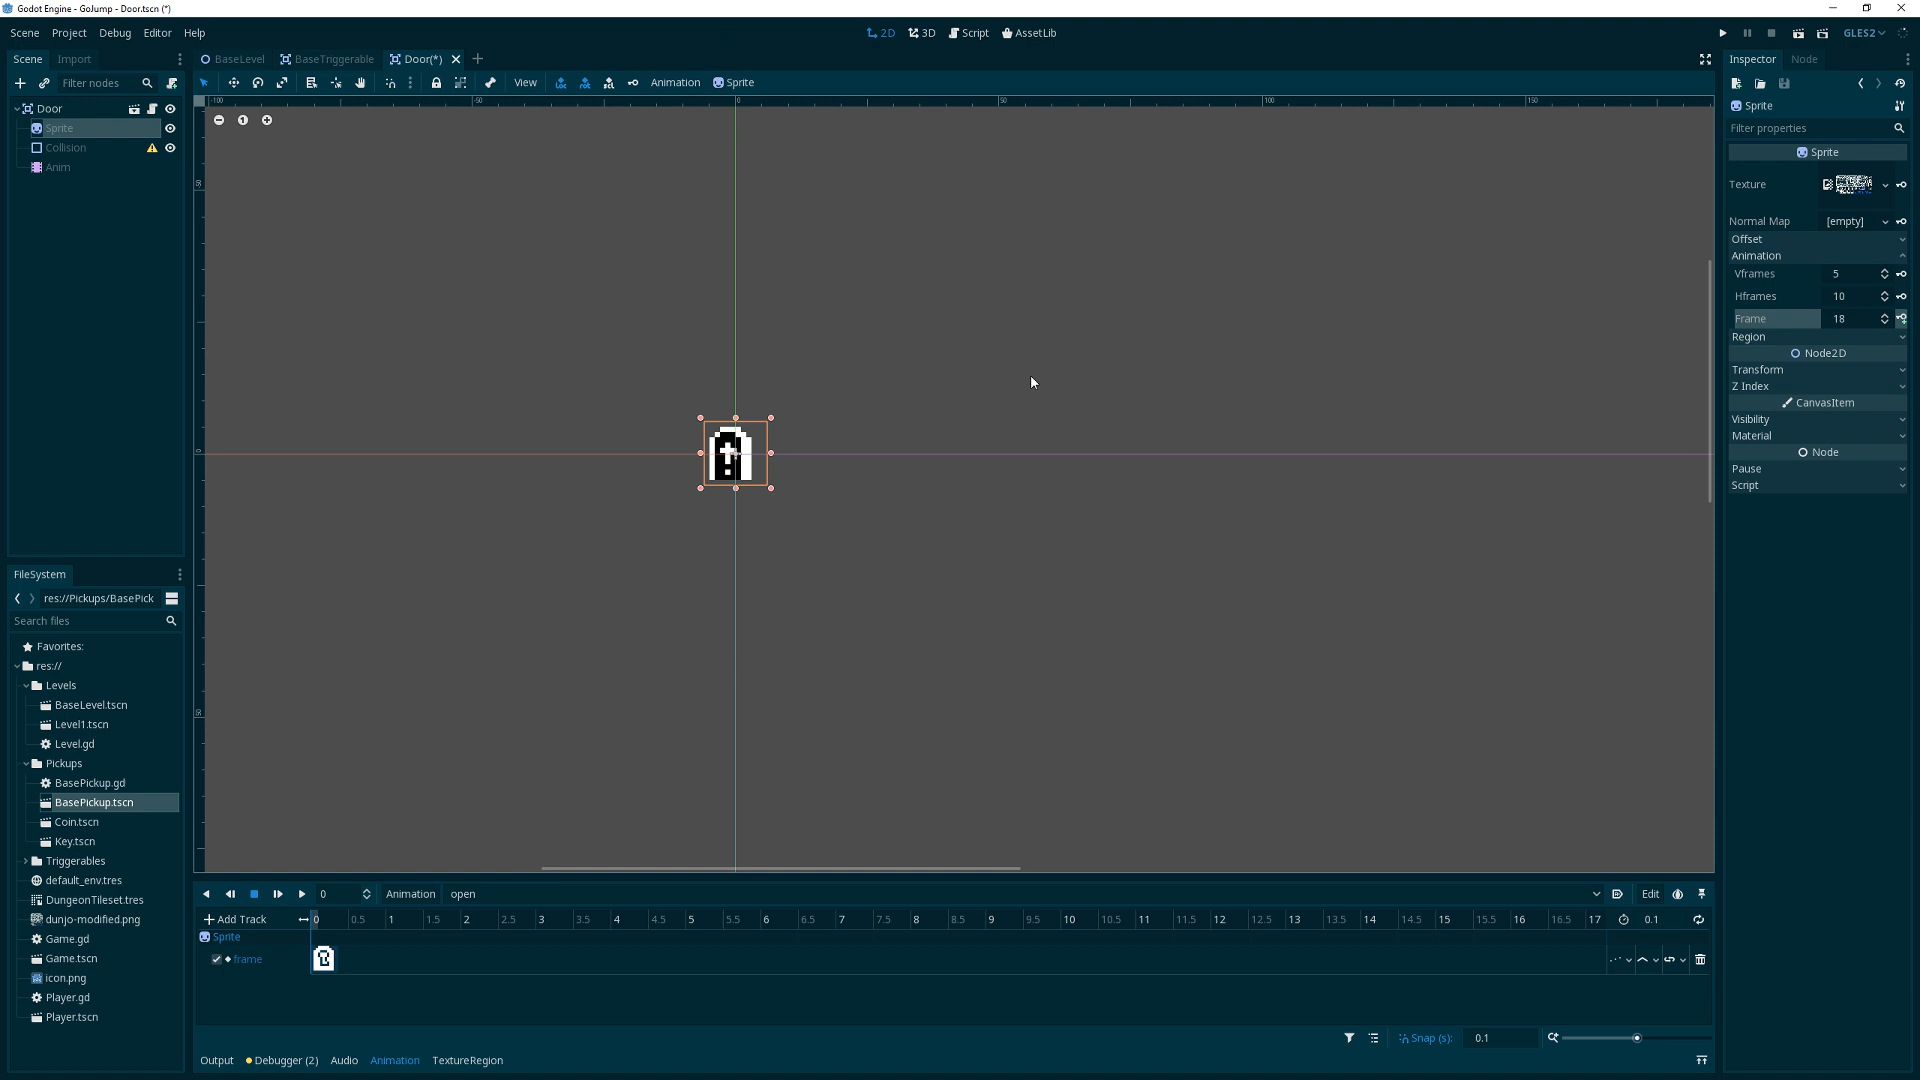 Godot Engine - GoJump - Door.tscn (*)
Scene Project Debug Editor Help
2D 3D Script AssetLib
GLES2
Scene Import
BaseLevel BaseTriggerable Door(*)
Inspector Node
Filter nodes
View Animation Sprite
Door
Sprite
Collision
Anim
-100 -50 0 50 100 150
50
0
50
Sprite
Filter properties
Sprite
Texture
Normal Map [empty]
Offset
Animation
Vframes 5
Hframes 10
Frame 18
Region
Node2D
Transform
Z Index
CanvasItem
Visibility
Material
Node
Pause
Script
FileSystem
res://Pickups/BasePick
Search files
Favorites:
res://
Levels
BaseLevel.tscn
Level1.tscn
Level.gd
Pickups
BasePickup.gd
BasePickup.tscn
Coin.tscn
Key.tscn
Triggerables
default_env.tres
DungeonTileset.tres
dunjo-modified.png
Game.gd
Game.tscn
icon.png
Player.gd
Player.tscn
0 Animation open Edit
Add Track 0 0.5 1 1.5 2 2.5 3 3.5 4 4.5 5 5.5 6 6.5 7 7.5 8 8.5 9 9.5 10 10.5 11 11.5 12 12.5 13 13.5 14 14.5 15 15.5 16 16.5 17 0.1
Sprite
frame
Snap (s): 0.1
Output Debugger (2) Audio Animation TextureRegion